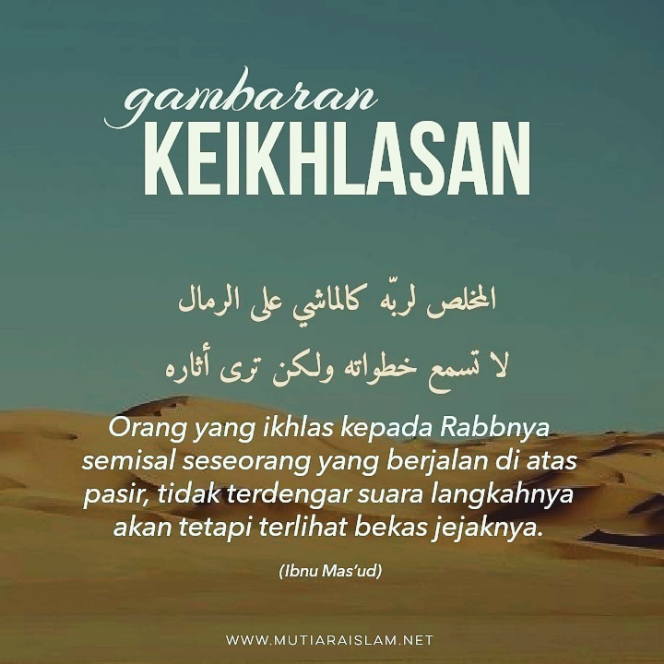 gambaran
KEIKHLASAN
المخلص لربّه كالماشي على الرمال
لا تسمع خطواته ولكن ترى أثاره
Orang yang ikhlas kepada Rabbnya
semisal seseorang yang berjalan di atas
pasir, tidak terdengar suara langkahnya
akan tetapi terlihat bekas jejaknya.
(Ibnu Mas'ud)
WWW.MUTIARAISLAM.NET